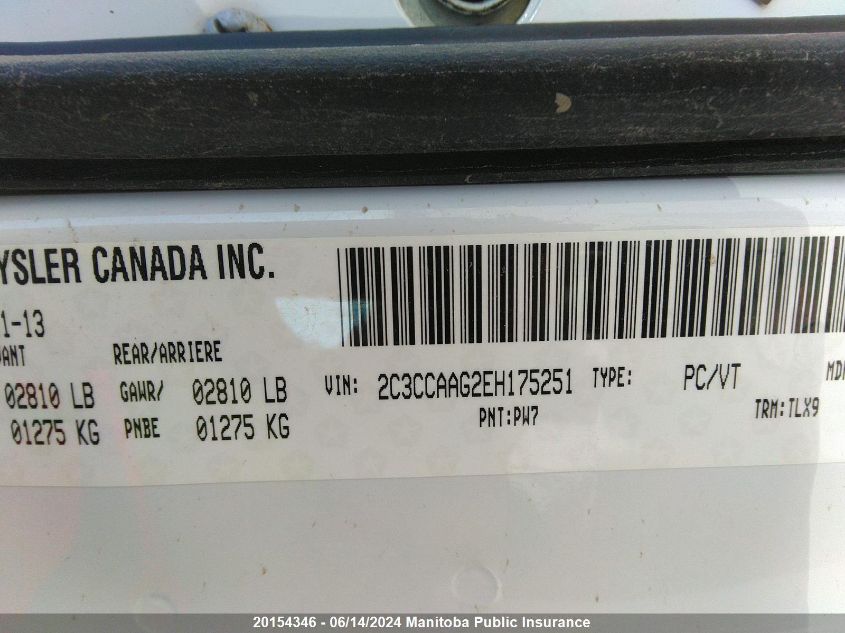 YSLER CANADA INC.
1-13
REAR/ARRIERE
02810 LB GAWR/ 02810 LB VIN: 2C3CCAAG2EH175251 TYPE: PC/VT
01275 KG PNBE 01275 KG PNT:PW7 TRM:TLX9
20154346 - 06/14/2024 Manitoba Public Insurance